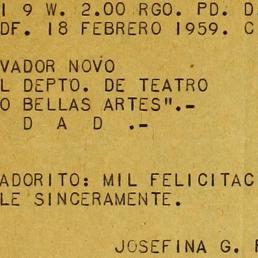 I 9 W. 2.00 RGO. PD. D
DF. 18 FEBRERO 1959. C
VADOR NOVO
L DEPTO. DE TEATRO
O BELLAS ARTES".-
D A D .-
ADORITO: MIL FELICITAC
LE SINCERAMENTE.
JOSEFINA G. F